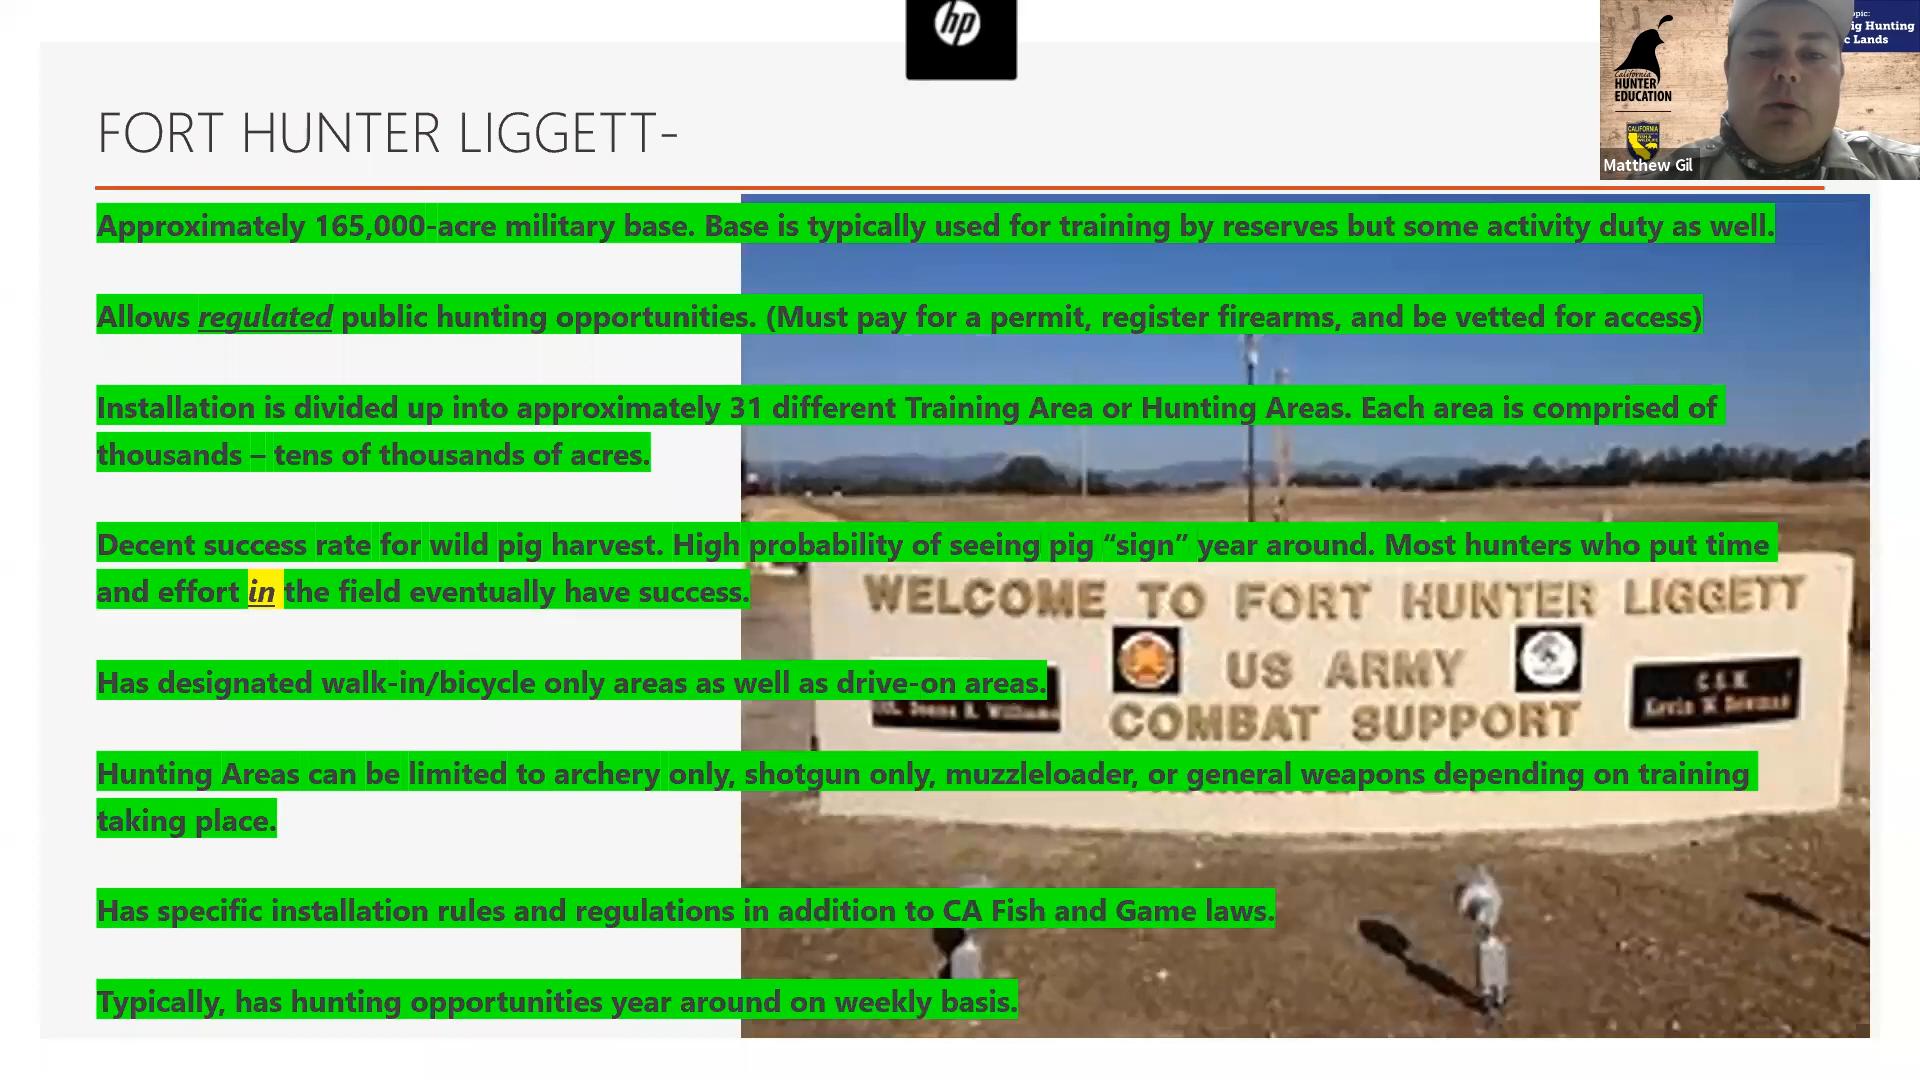 hp
opic:
ig Hunting
c Lands
California
HUNTER
EDUCATION
CALIFORNIA
Matthew Gil
FORT HUNTER LIGGETT-
Approximately 165,000-acre military base. Base is typically used for training by reserves but some activity duty as well.
Allows regulated public hunting opportunities. (Must pay for a permit, register firearms, and be vetted for access)
Installation is divided up into approximately 31 different Training Area or Hunting Areas. Each area is comprised of
thousands – tens of thousands of acres.
Decent success rate for wild pig harvest. High probability of seeing pig “sign” year around. Most hunters who put time
and effort in the field eventually have success.
WELCOME TO FORT HUNTER LIGGETT
US ARMY
COMBAT SUPPORT
Has designated walk-in/bicycle only areas as well as drive-on areas.
Hunting Areas can be limited to archery only, shotgun only, muzzleloader, or general weapons depending on training
taking place.
Has specific installation rules and regulations in addition to CA Fish and Game laws.
Typically, has hunting opportunities year around on weekly basis.